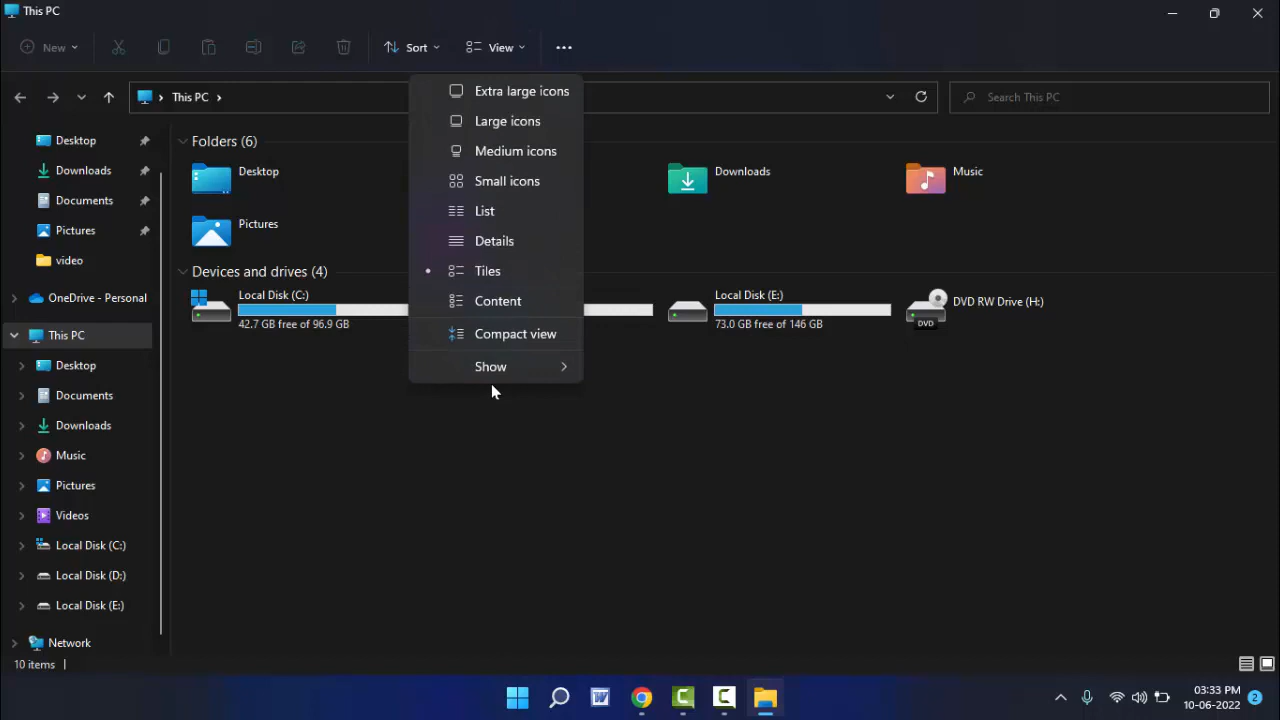 This PC
New
Sort
View
This PC
Search This PC
Extra large icons
Large icons
Medium icons
Small icons
List
Details
Tiles
Content
Compact view
Show
Desktop
Downloads
Documents
Pictures
video
OneDrive - Personal
This PC
Desktop
Documents
Downloads
Music
Pictures
Videos
Local Disk (C:)
Local Disk (D:)
Local Disk (E:)
Network
Folders (6)
Desktop
Downloads
Music
Pictures
Devices and drives (4)
Local Disk (C:)
42.7 GB free of 96.9 GB
Local Disk (E:)
73.0 GB free of 146 GB
DVD RW Drive (H:)
DVD
10 items
03:33 PM
10-06-2022
2